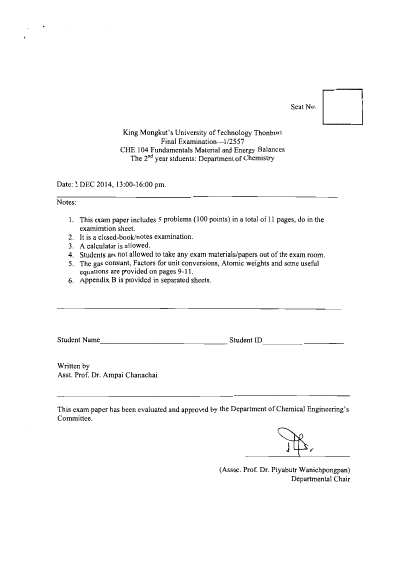 Seat No.
King Mongkut's University of Technology Thonburi
Final Examination—1/2557
CHE 104 Fundamentals Material and Energy Balances
The 2nd year stduents: Department of Chemistry
Date: 2 DEC 2014, 13:00-16:00 pm.
Notes:
1. This exam paper includes 5 problems (100 points) in a total of 11 pages, do in the
examination sheet.
2. It is a closed-book/notes examination.
3. A calculator is allowed.
4. Students are not allowed to take any exam materials/papers out of the exam room.
5. The gas constant, Factors for unit conversions, Atomic weights and some useful
equations are provided on pages 9-11.
6. Appendix B is provided in separated sheets.
Student Name Student ID
Written by
Asst. Prof. Dr. Ampai Chanachai
This exam paper has been evaluated and approved by the Department of Chemical Engineering's
Committee.
(Assoc. Prof. Dr. Piyabutr Wanichpongpan)
Departmental Chair